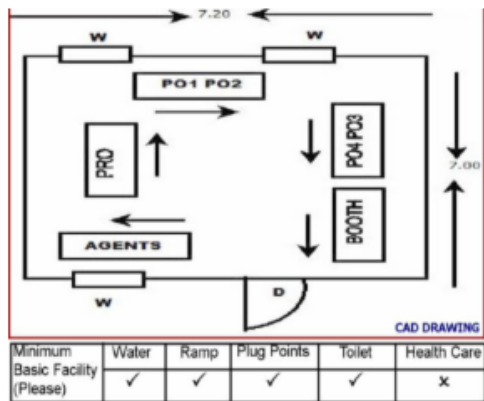 7.20
W
W
PO1 PO2
PO4 PO3
PRO
7.00
BOOTH
AGENTS
W
D
CAD DRAWING
Minimum Basic Facility (Please) Water Ramp Plug Points Toilet Health Care
✓ ✓ ✓ ✓ x